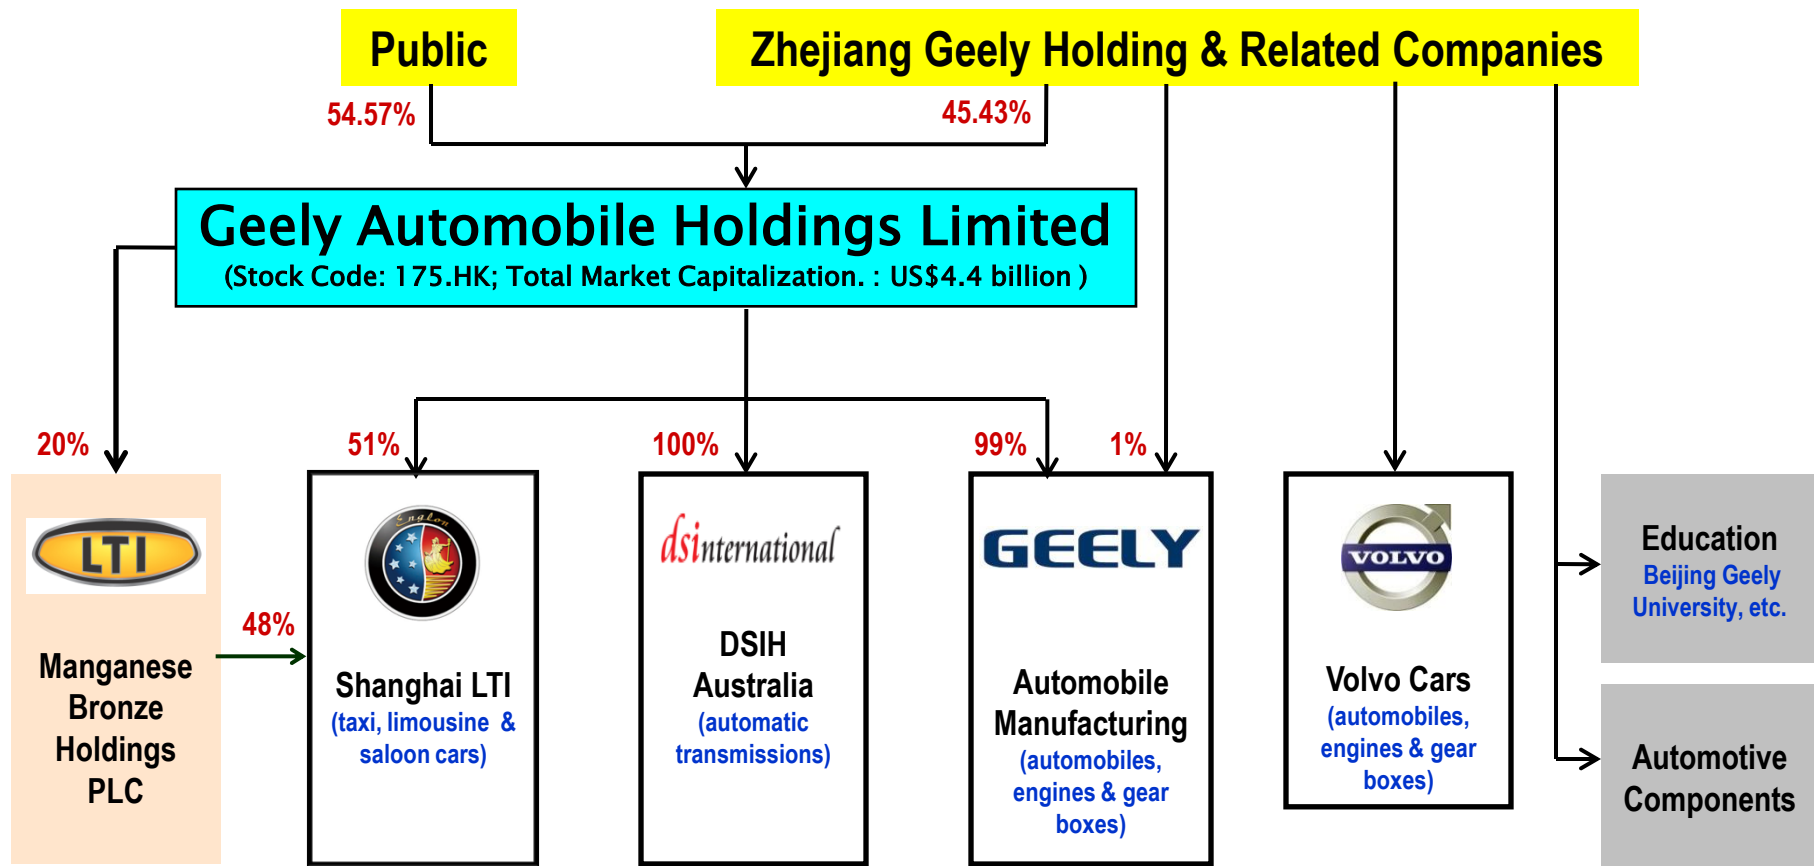 Public
Zhejiang Geely Holding & Related Companies
54.57%
45.43%
Geely Automobile Holdings Limited
(Stock Code: 175.HK; Total Market Capitalization. : US$4.4 billion )
20%
51%
100%
99%
1%
LTI
Manganese
Bronze
Holdings
PLC
48%
Englon
Shanghai LTI
(taxi, limousine &
saloon cars)
dsinternational
DSIH
Australia
(automatic
transmissions)
GEELY
Automobile
Manufacturing
(automobiles,
engines & gear
boxes)
VOLVO
Volvo Cars
(automobiles,
engines & gear
boxes)
Education
Beijing Geely
University, etc.
Automotive
Components